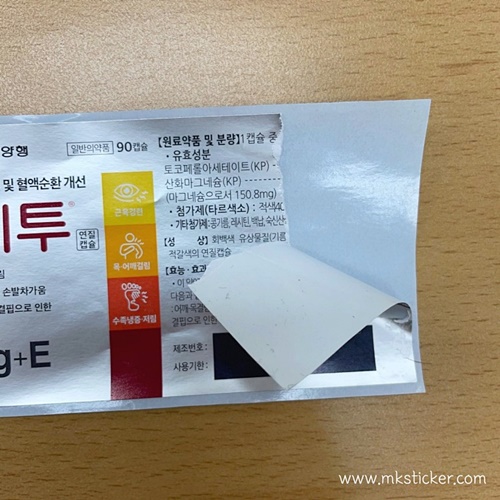 양행
일반의약품 90캡슐
및 혈액순환 개선
투
연질
캡슐
손발차가움
결핍으로 인한
g+E
근육경련
목·어깨결림
수족냉증·저림
【원료약품 및 분량】1캡슐 중
· 유효성분
토코페롤아세테이트(KP)
산화마그네슘(KP)
(마그네슘으로서 150.8mg)
· 첨가제(타르색소) : 적색40
· 기타첨가제: 콩기름, 레시틴, 백납, 숙신산
【성 상】 회백색 유상물질(기름
적갈색의 연질캡슐
【효능·효과
· 이
다음과
: 어깨·목결림
결핍으로 인한
제조번호:
사용기한:
www.mksticker.com